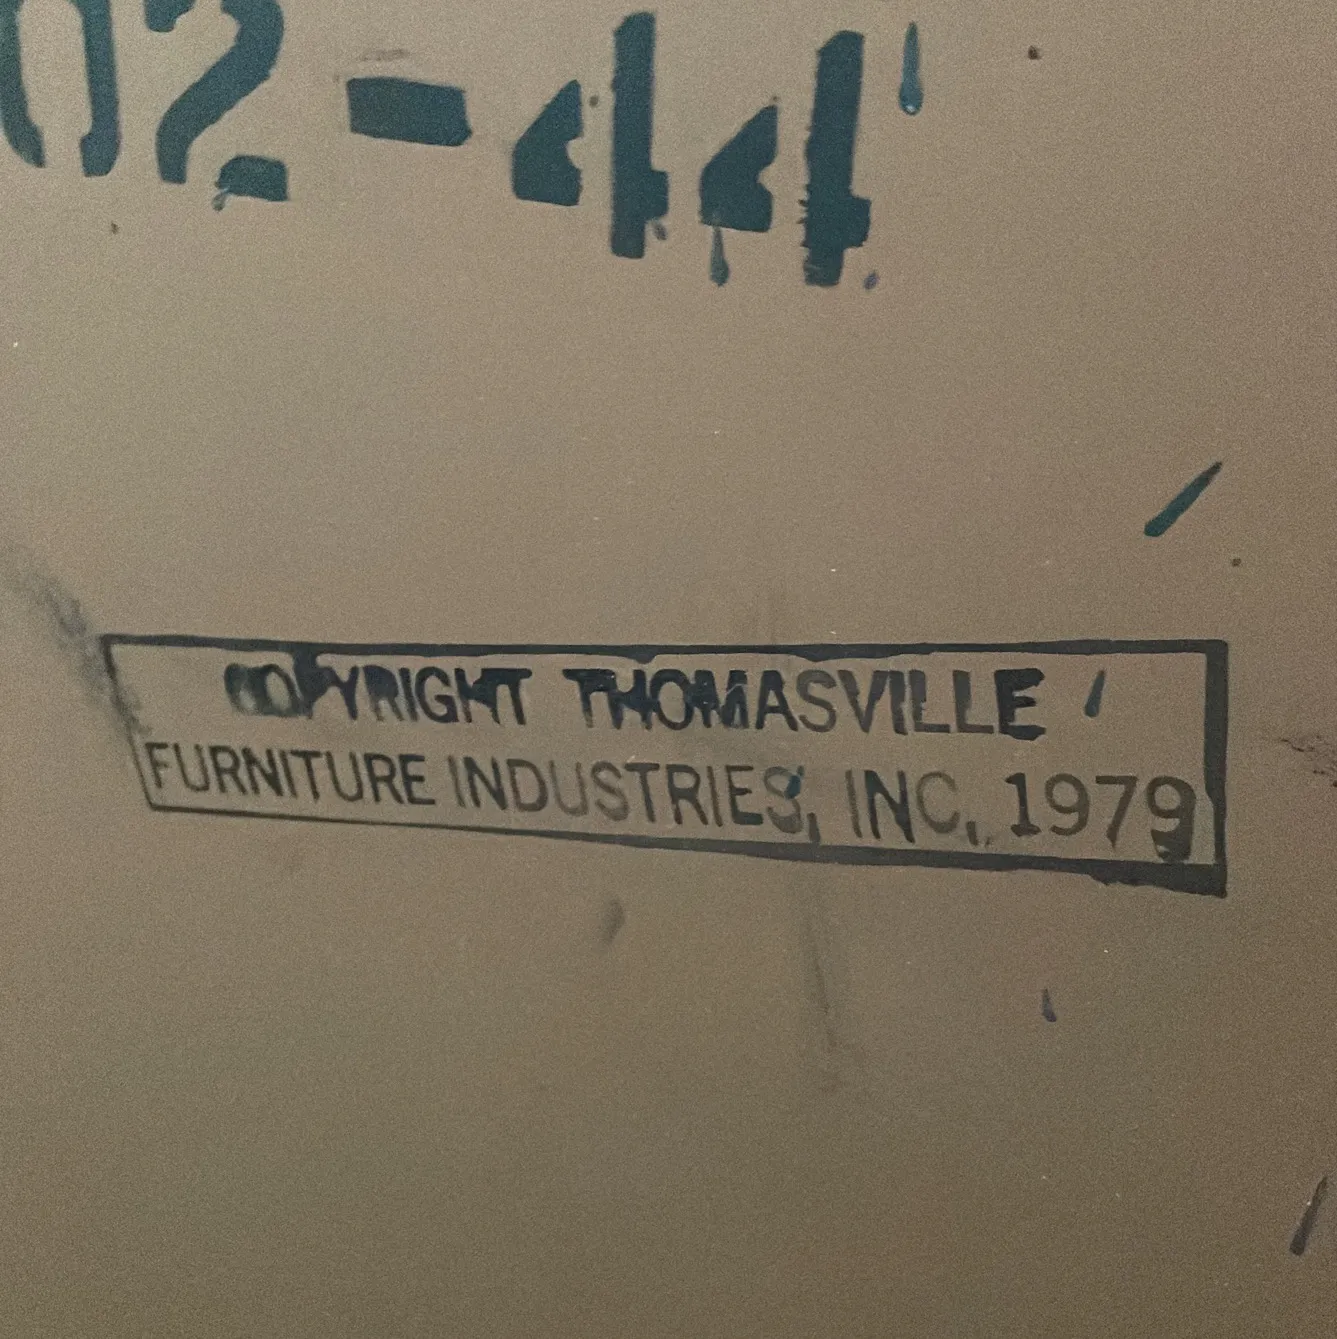 02-44
COPYRIGHT THOMASVILLE
FURNITURE INDUSTRIES, INC, 1979